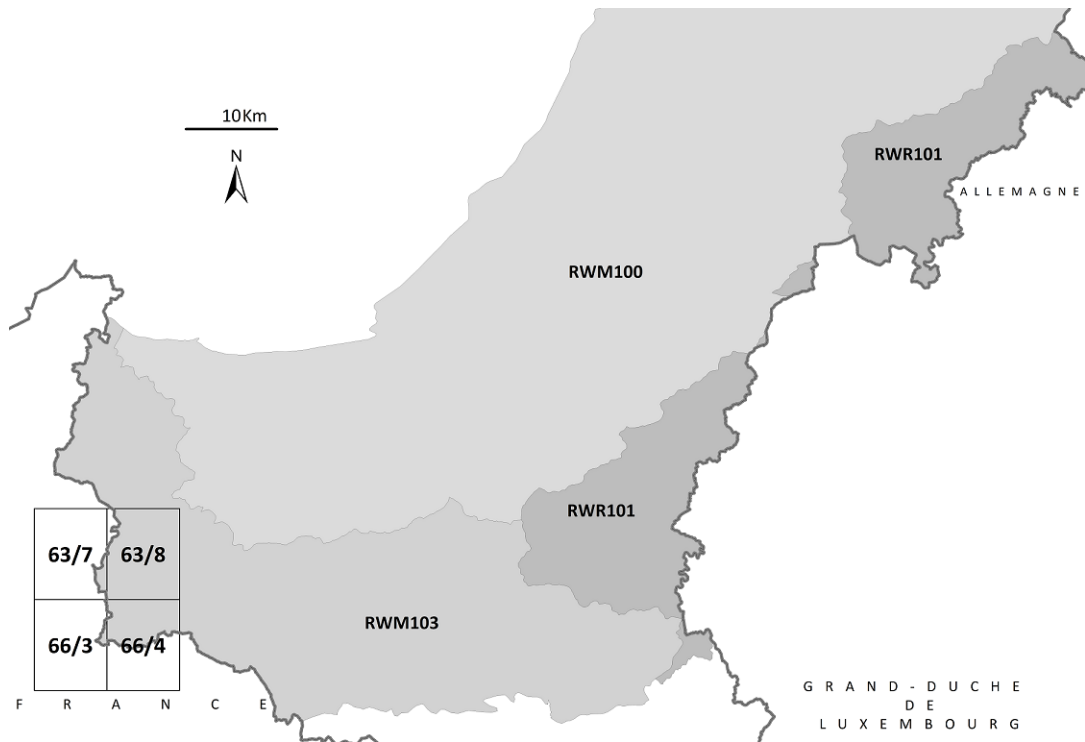 10Km
N
RWR101
ALLEMAGNE
RWM100
RWR101
63/7 63/8
RWM103
66/3 66/4
FRANCE
GRAND-DUCHE
DE
LUXEMBOURG